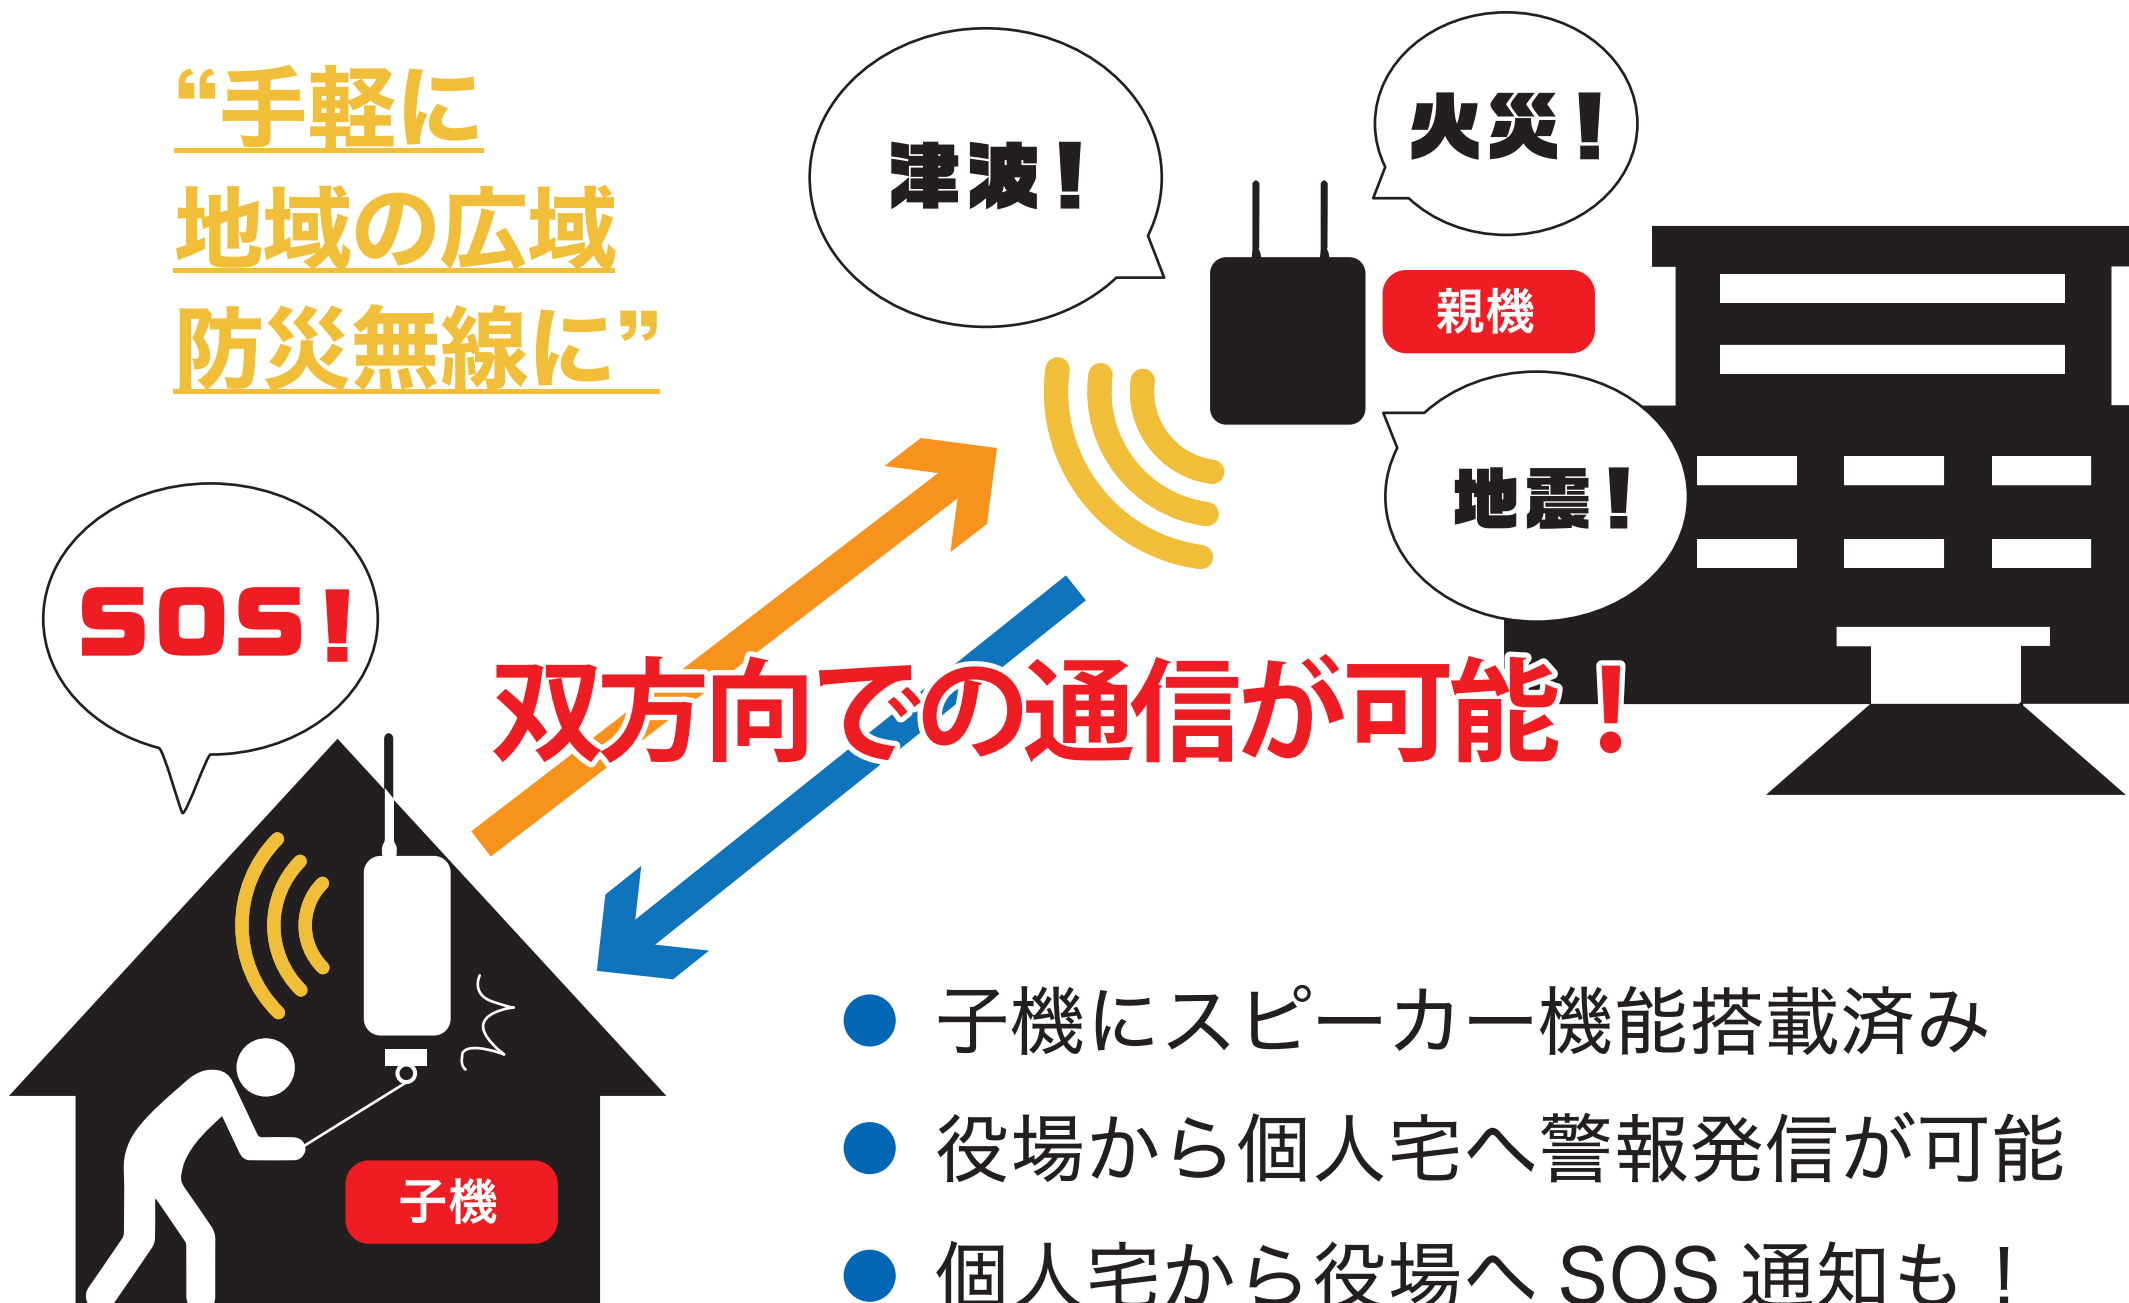 “手軽に
地域の広域
防災無線に”
津波！
火災！
親機
地震！
SOS！
双方向での通信が可能！
子機
● 子機にスピーカー機能搭載済み
● 役場から個人宅へ警報発信が可能
● 個人宅から役場へ SOS 通知も！